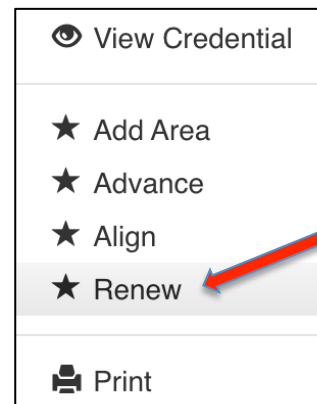 View Credential
Add Area
Advance
Align
Renew
Print